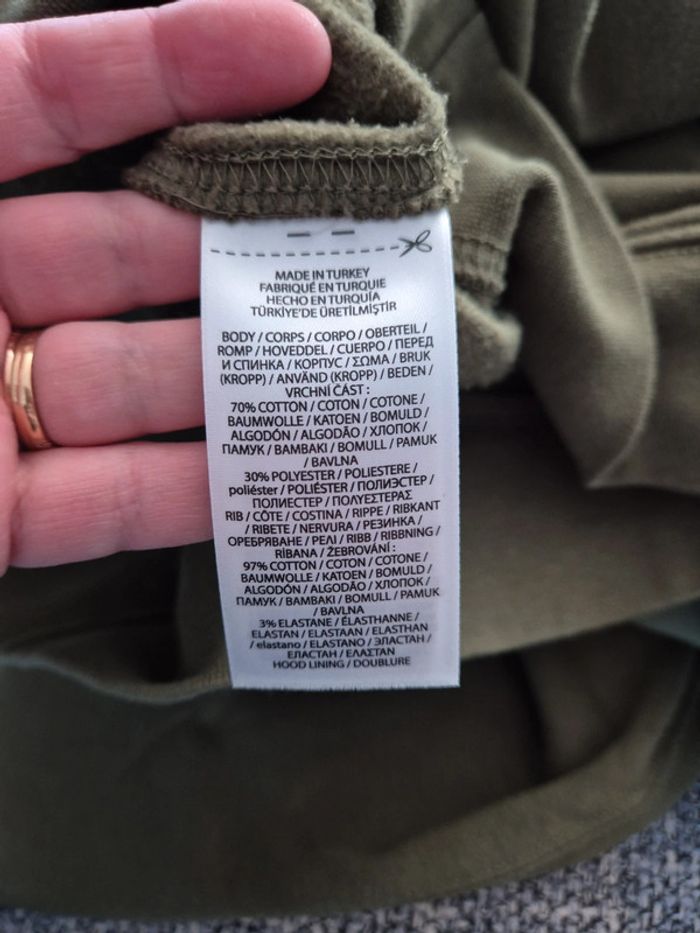 MADE IN TURKEY
FABRIQUÉ EN TURQUIE
HECHO EN TURQUÍA
TÜRKİYE'DE ÜRETİLMİŞTİR
BODY / CORPS / CORPO / OBERTEIL /
ROMP / HOVEDDEL / CUERPO / ПЕРЕД
И СПИНКА / КОРПУС / ΣΩΜΑ / BRUK
(KROPP) / ANVÄND (KROPP) / BEDEN /
VRCHNÍ ČÁST :
70% COTTON / COTON / COTONE /
BAUMWOLLE / KATOEN / BOMULD /
ALGODÓN / ALGODÃO / ХЛОПОК /
ПАМУК / BAMBAKI / BOMULL / PAMUK
/ BAVLNA
30% POLYESTER / POLIESTERE /
poliéster / POLIÉSTER / ПОЛИЭСТЕР /
ПОЛИЕСТЕР / ΠΟΛΥΕΣΤΕΡΑΣ
RIB / CÔTE / COSTINA / RIPPE / RIBKANT
/ RIBETE / NERVURA / РЕЗИНКА /
ОРЕБРЯВАНЕ / ΡΕΛΙ / RIBB / RIBBNING /
RİBANA / ŽEBROVÁNÍ :
97% COTTON / COTON / COTONE /
BAUMWOLLE / KATOEN / BOMULD /
ALGODÓN / ALGODÃO / ХЛОПОК /
ПАМУК / BAMBAKI / BOMULL / PAMUK
/ BAVLNA
3% ELASTANE / ÉLASTHANNE /
ELASTAN / ELASTAAN / ELASTHAN
/ elastano / ELASTANO / ЭЛАСТАН /
ЕЛАСТАН / ΕΛΑΣΤΑΝ
HOOD LINING / DOUBLURE